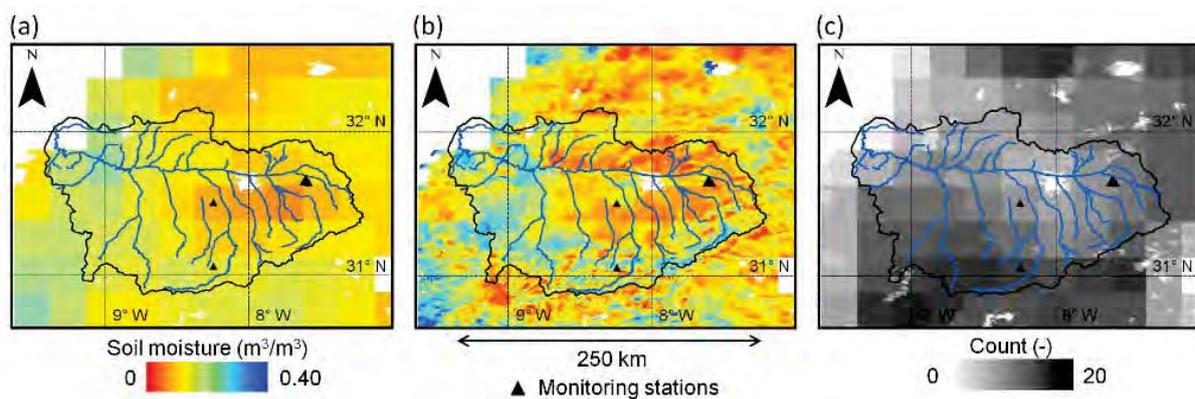 (a)
(b)
(c)
N
N
N
32° N
32° N
32° N
31° N
31° N
31° N
9° W
8° W
9° W
8° W
9° W
8° W
Soil moisture (m³/m³)
0
0.40
250 km
▲ Monitoring stations
Count (-)
0
20